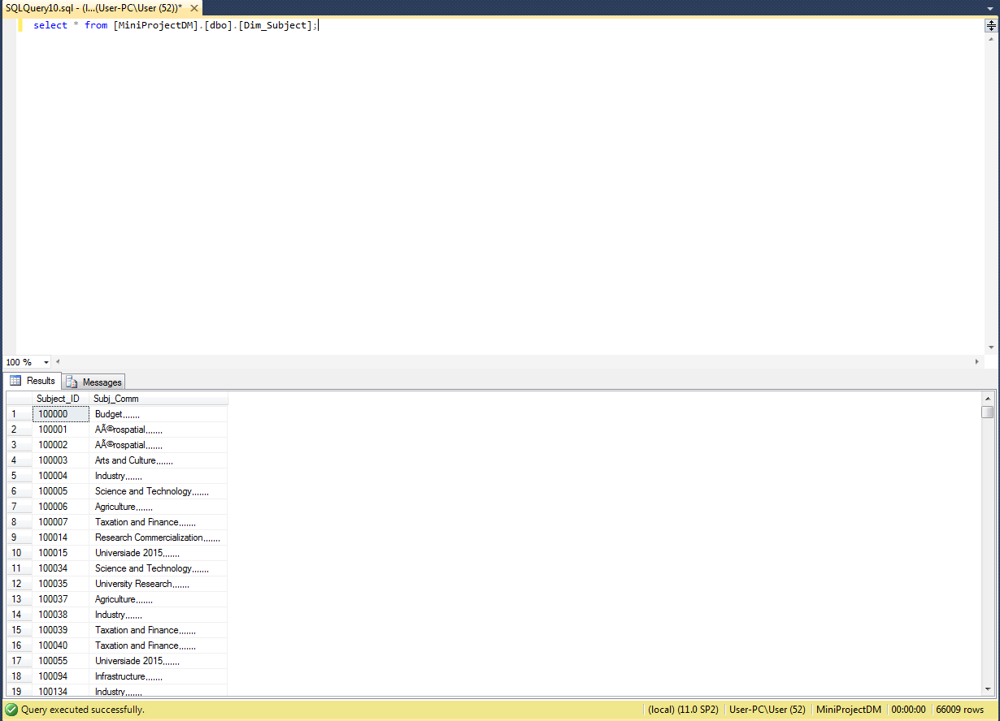 SQLQuery10.sql - (l...(User-PC\User (52))*
select * from [MiniProjectDM].[dbo].[Dim_Subject];
100 %
Results Messages
Subject_ID Subj_Comm
1 100000 Budget,,,,,,,
2 100001 AÃ©rospatial,,,,,,,
3 100002 AÃ©rospatial,,,,,,,
4 100003 Arts and Culture,,,,,,,
5 100004 Industry,,,,,,,
6 100005 Science and Technology,,,,,,,
7 100006 Agriculture,,,,,,,
8 100007 Taxation and Finance,,,,,,,
9 100014 Research Commercialization,,,,,,,
10 100015 Universiade 2015,,,,,,,
11 100034 Science and Technology,,,,,,,
12 100035 University Research,,,,,,,
13 100037 Agriculture,,,,,,,
14 100038 Industry,,,,,,,
15 100039 Taxation and Finance,,,,,,,
16 100040 Taxation and Finance,,,,,,,
17 100055 Universiade 2015,,,,,,,
18 100094 Infrastructure,,,,,,,
19 100134 Industry,,,,,,,
Query executed successfully. (local) (11.0 SP2) User-PC\User (52) MiniProjectDM 00:00:00 66009 rows